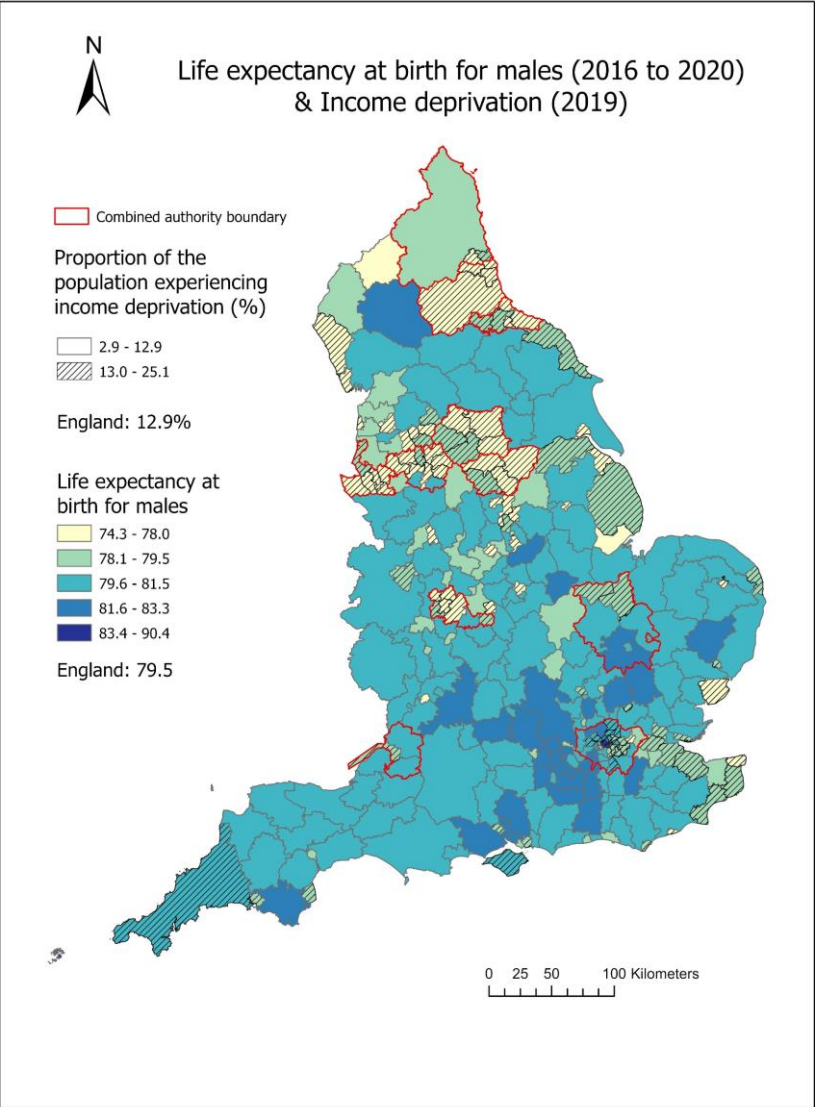 N
Life expectancy at birth for males (2016 to 2020)
& Income deprivation (2019)
Combined authority boundary
Proportion of the
population experiencing
income deprivation (%)
2.9 - 12.9
13.0 - 25.1
England: 12.9%
Life expectancy at
birth for males
74.3 - 78.0
78.1 - 79.5
79.6 - 81.5
81.6 - 83.3
83.4 - 90.4
England: 79.5
0 25 50 100 Kilometers